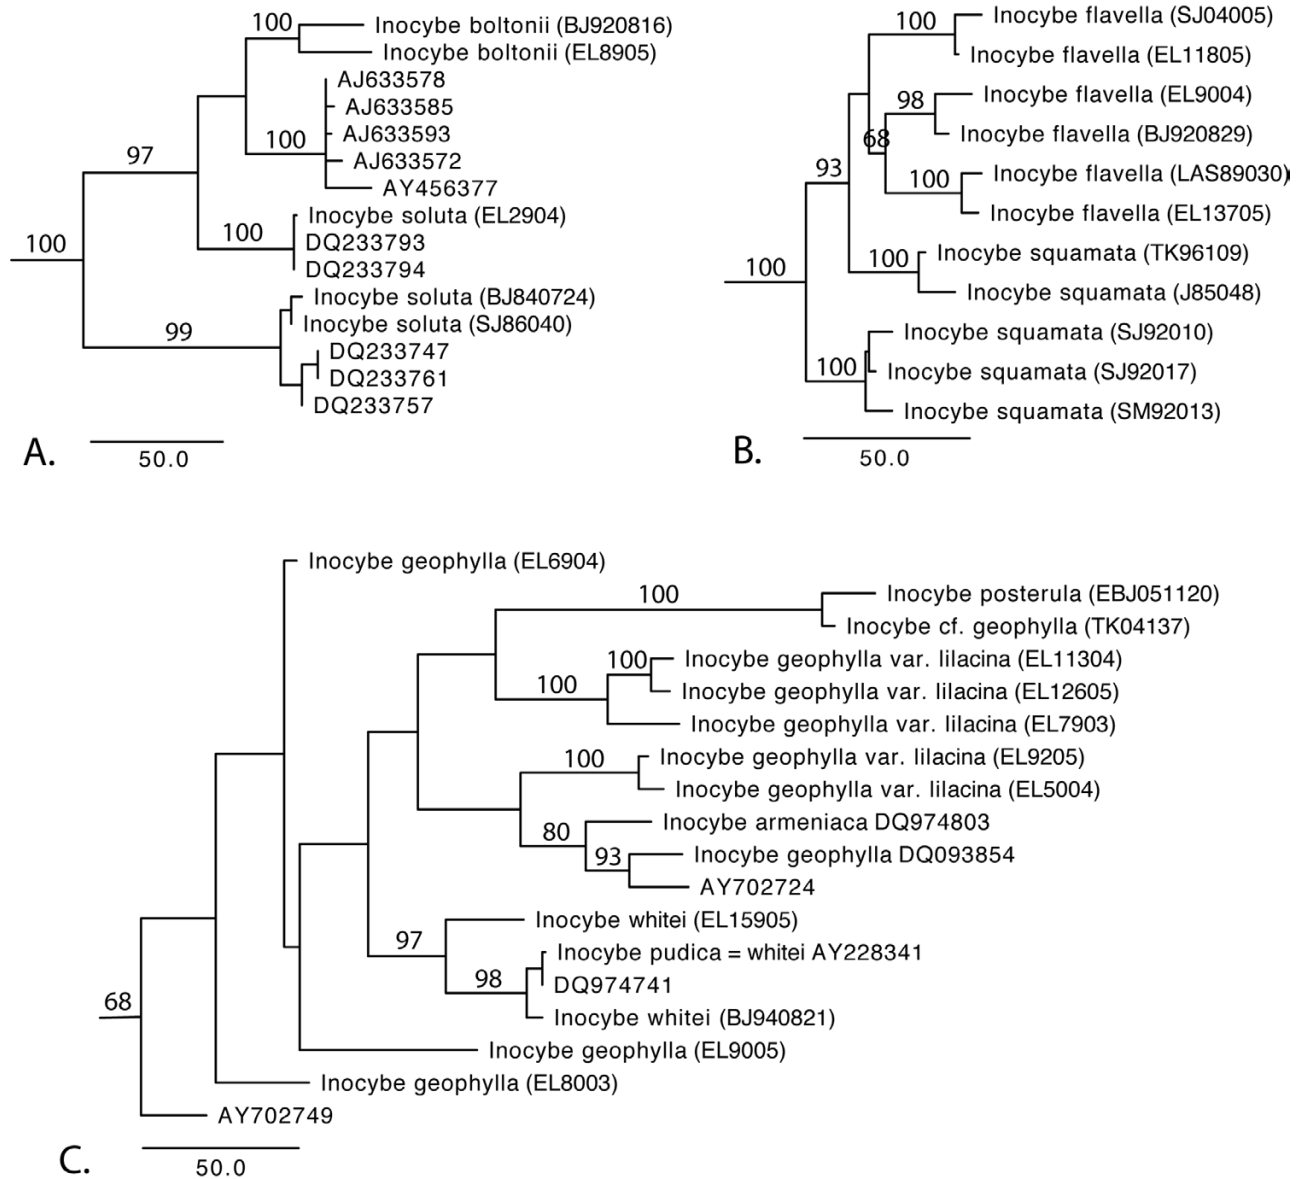 100
Inocybe boltonii (BJ920816)
Inocybe boltonii (EL8905)
AJ633578
AJ633585
AJ633593
100
AJ633572
AY456377
97
Inocybe soluta (EL2904)
100
DQ233793
DQ233794
100
Inocybe soluta (BJ840724)
Inocybe soluta (SJ86040)
99
DQ233747
DQ233761
DQ233757
A.
50.0
100
Inocybe flavella (SJ04005)
Inocybe flavella (EL11805)
98
Inocybe flavella (EL9004)
68
Inocybe flavella (BJ920829)
93
100
Inocybe flavella (LAS89030)
Inocybe flavella (EL13705)
100
Inocybe squamata (TK96109)
100
Inocybe squamata (J85048)
Inocybe squamata (SJ92010)
100
Inocybe squamata (SJ92017)
Inocybe squamata (SM92013)
B.
50.0
Inocybe geophylla (EL6904)
100
Inocybe posterula (EBJ051120)
Inocybe cf. geophylla (TK04137)
100
Inocybe geophylla var. lilacina (EL11304)
100
Inocybe geophylla var. lilacina (EL12605)
Inocybe geophylla var. lilacina (EL7903)
100
Inocybe geophylla var. lilacina (EL9205)
Inocybe geophylla var. lilacina (EL5004)
80
Inocybe armeniaca DQ974803
93
Inocybe geophylla DQ093854
AY702724
Inocybe whitei (EL15905)
97
Inocybe pudica = whitei AY228341
98
DQ974741
Inocybe whitei (BJ940821)
68
Inocybe geophylla (EL9005)
Inocybe geophylla (EL8003)
AY702749
C.
50.0